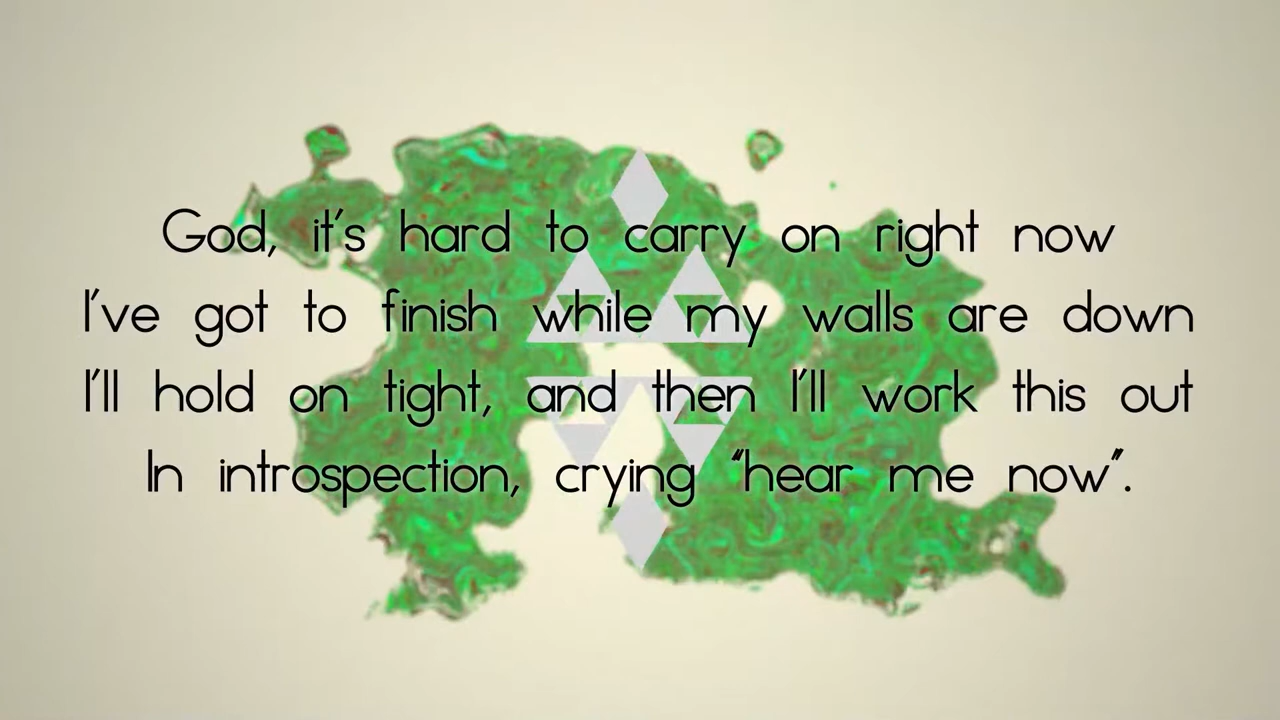 God, it's hard to carry on right now
I've got to finish while my walls are down
I'll hold on tight, and then I'll work this out
In introspection, crying “hear me now”.